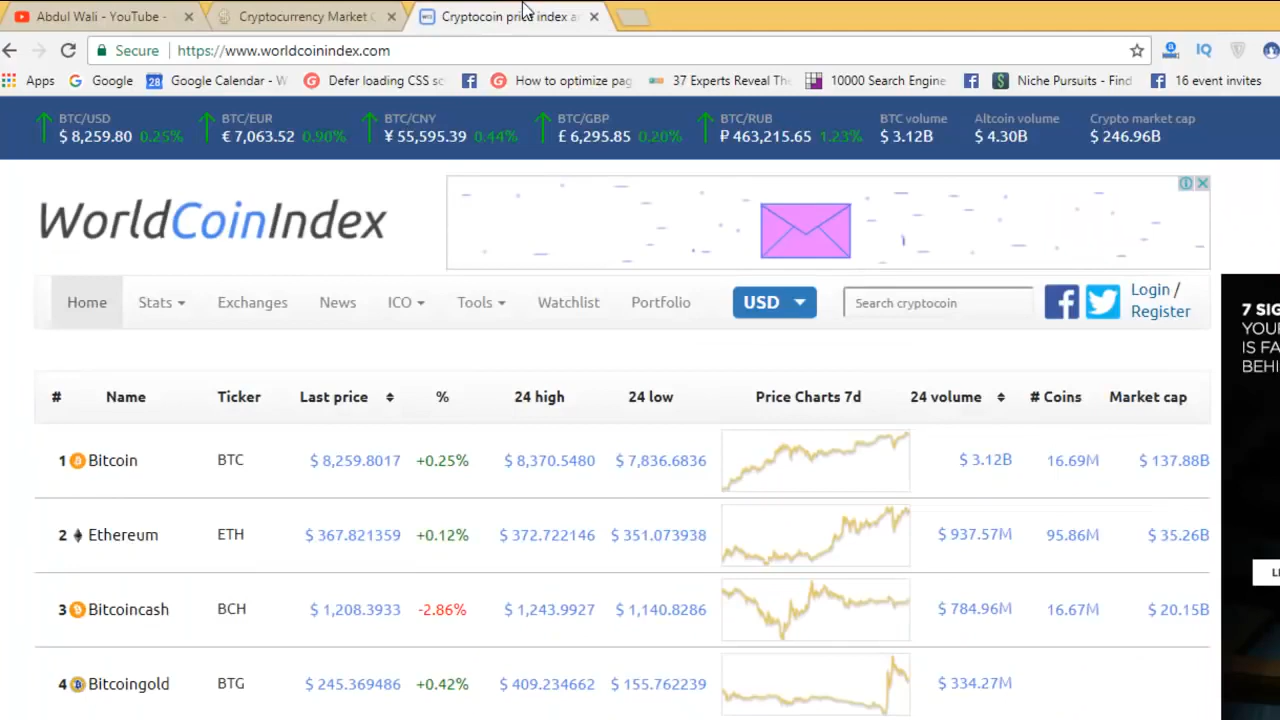 Abdul Wali - YouTube -
Cryptocurrency Market C
Cryptocoin price index a
Secure
https://www.worldcoinindex.com
IQ
Apps
Google
28
Google Calendar - W
Defer loading CSS sc
How to optimize pag
37 Experts Reveal The
10000 Search Engine
Niche Pursuits - Find
16 event invites
BTC/USD
$ 8,259.80 0.25%
BTC/EUR
€ 7,063.52 0.90%
BTC/CNY
¥ 55,595.39 0.44%
BTC/GBP
£ 6,295.85 0.20%
BTC/RUB
₽ 463,215.65 1.23%
BTC volume
$ 3.12B
Altcoin volume
$ 4.30B
Crypto market cap
$ 246.96B
WorldCoinIndex
Home
Stats
Exchanges
News
ICO
Tools
Watchlist
Portfolio
USD
Search cryptocoin
Login /
Register
7 SIG
YOU
IS FA
BEHI
LE
# Name Ticker Last price % 24 high 24 low Price Charts 7d 24 volume # Coins Market cap
1 Bitcoin BTC $ 8,259.8017 +0.25% $ 8,370.5480 $ 7,836.6836 $ 3.12B 16.69M $ 137.88B
2 Ethereum ETH $ 367.821359 +0.12% $ 372.722146 $ 351.073938 $ 937.57M 95.86M $ 35.26B
3 Bitcoincash BCH $ 1,208.3933 -2.86% $ 1,243.9927 $ 1,140.8286 $ 784.96M 16.67M $ 20.15B
4 Bitcoingold BTG $ 245.369486 +0.42% $ 409.234662 $ 155.762239 $ 334.27M